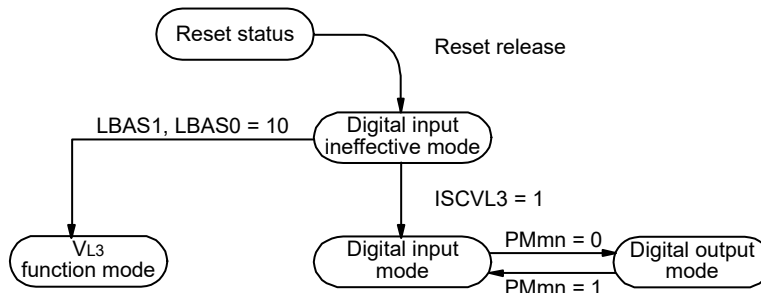 Reset status
Reset release
LBAS1, LBAS0 = 10
Digital input
ineffective mode
ISCVL3 = 1
VL3
function mode
Digital input
mode
PMmn = 0
PMmn = 1
Digital output
mode